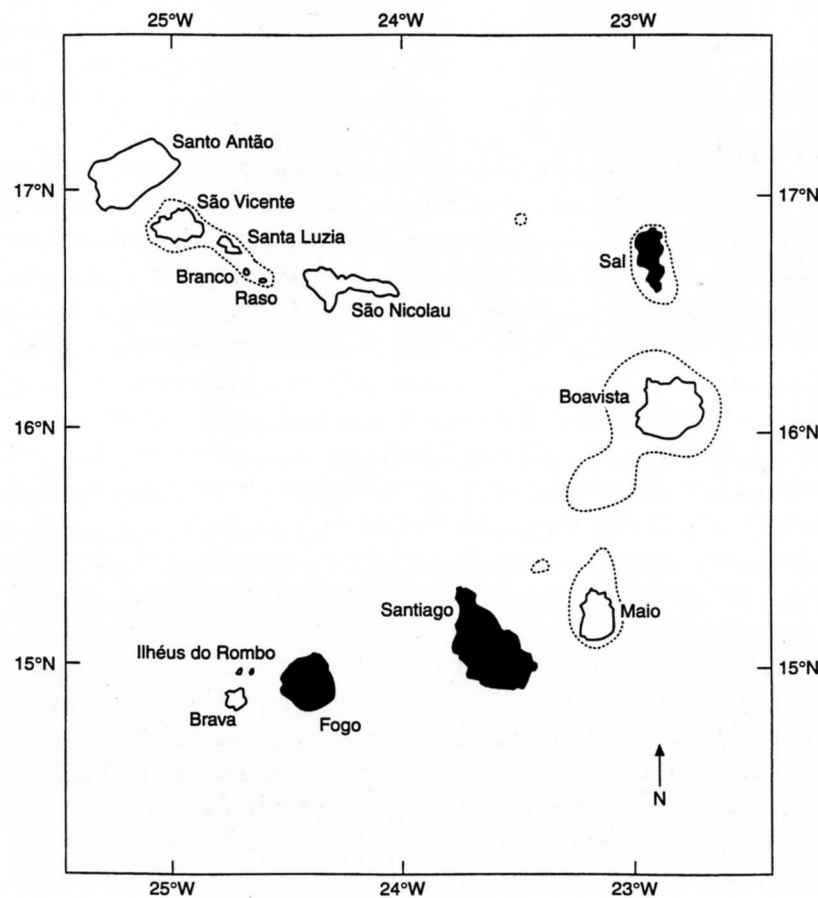 25°W 24°W 23°W
Santo Antão
17°N 17°N
São Vicente
Santa Luzia
Sal
Branco
Raso
São Nicolau
Boavista
16°N 16°N
Santiago
Maio
Ilhéus do Rombo
15°N 15°N
Brava
Fogo
N
25°W 24°W 23°W